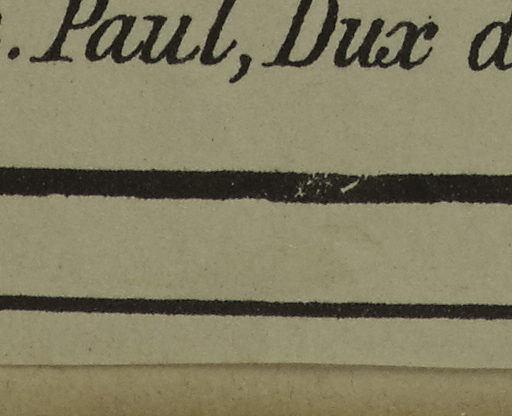 . Paul, Dux